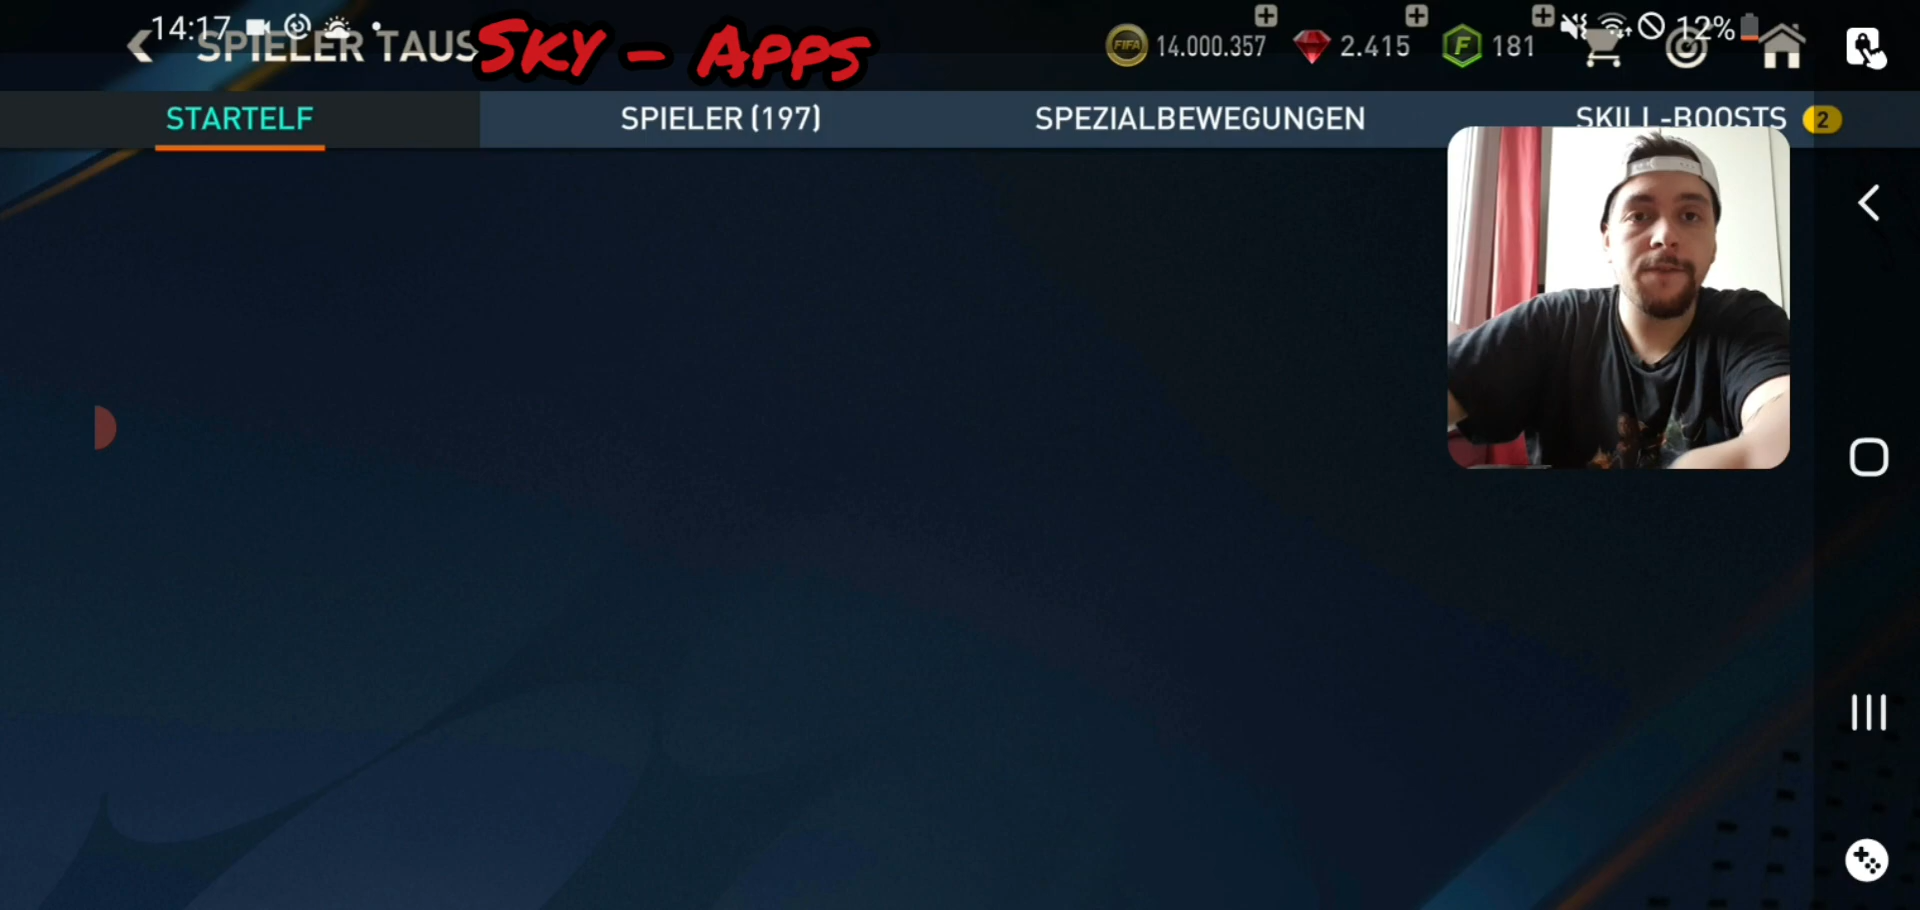 14:17
SPIELER TAUS
SKY - APPS
FIFA 14.000.357
2.415
F 181
12%
STARTELF
SPIELER (197)
SPEZIALBEWEGUNGEN
SKILL-BOOSTS 2